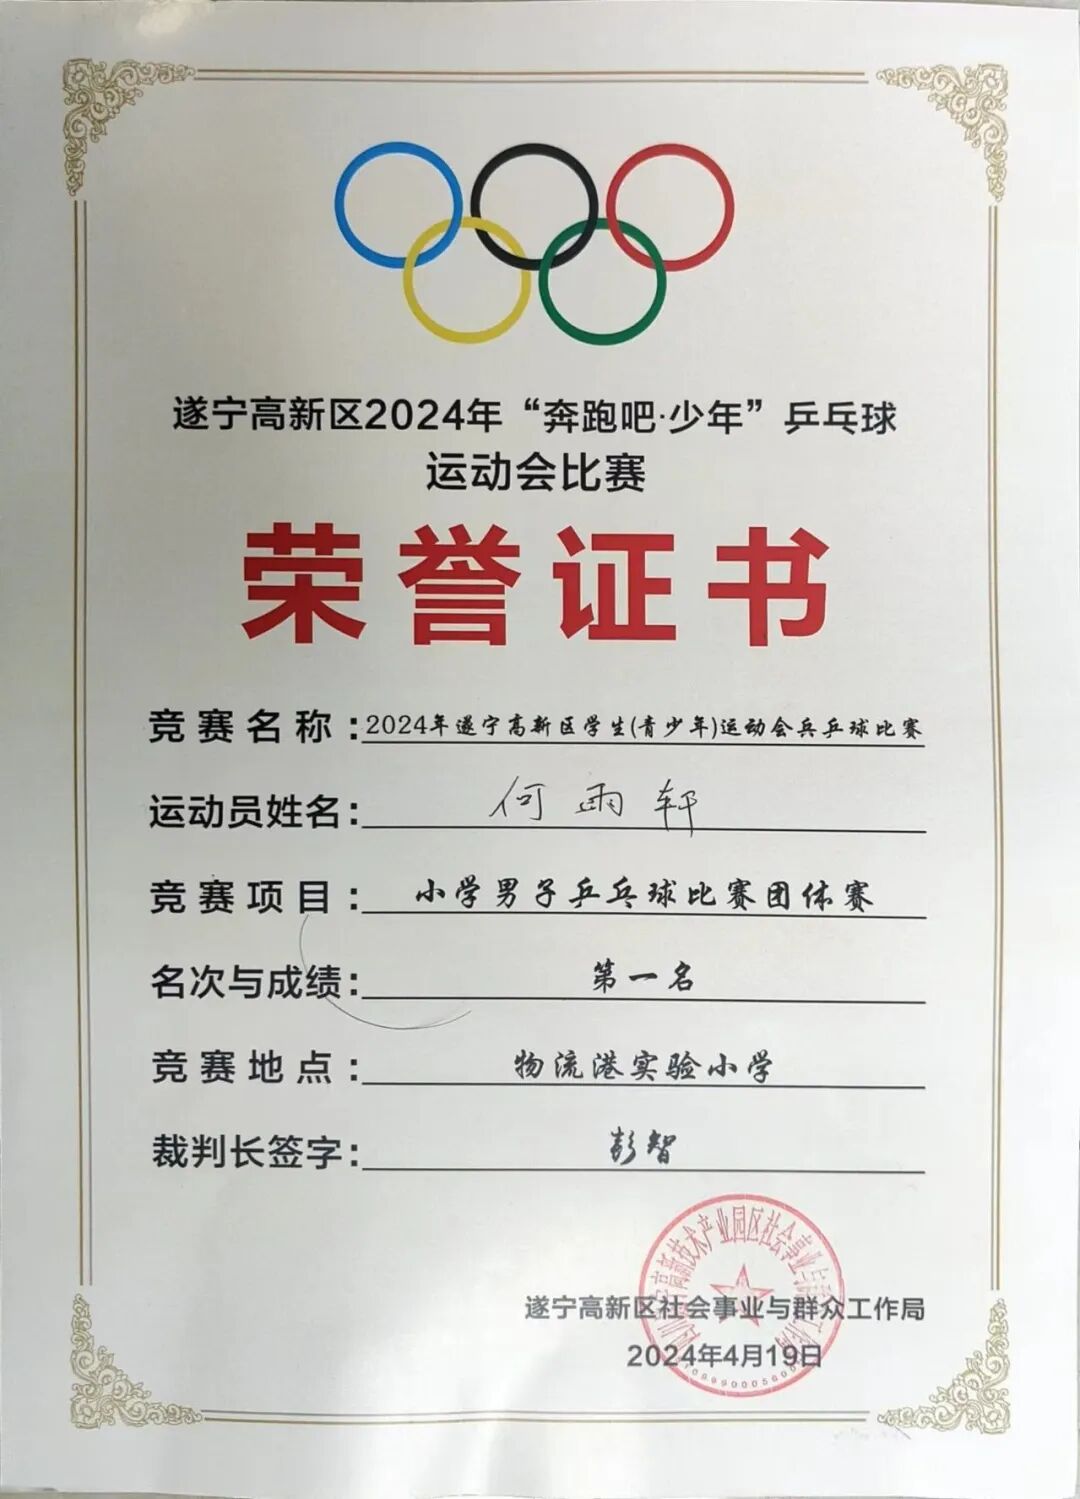 遂宁高新区2024年“奔跑吧·少年”乒乓球
运动会比赛
荣誉证书
竞赛名称：2024年遂宁高新区学生(青少年)运动会兵乒球比赛
运动员姓名：何雨轩
竞赛项目：小学男子乒乓球比赛团体赛
名次与成绩：第一名
竞赛地点：物流港实验小学
裁判长签字：彭智
遂宁高新区社会事业与群众工作局
2024年4月19日